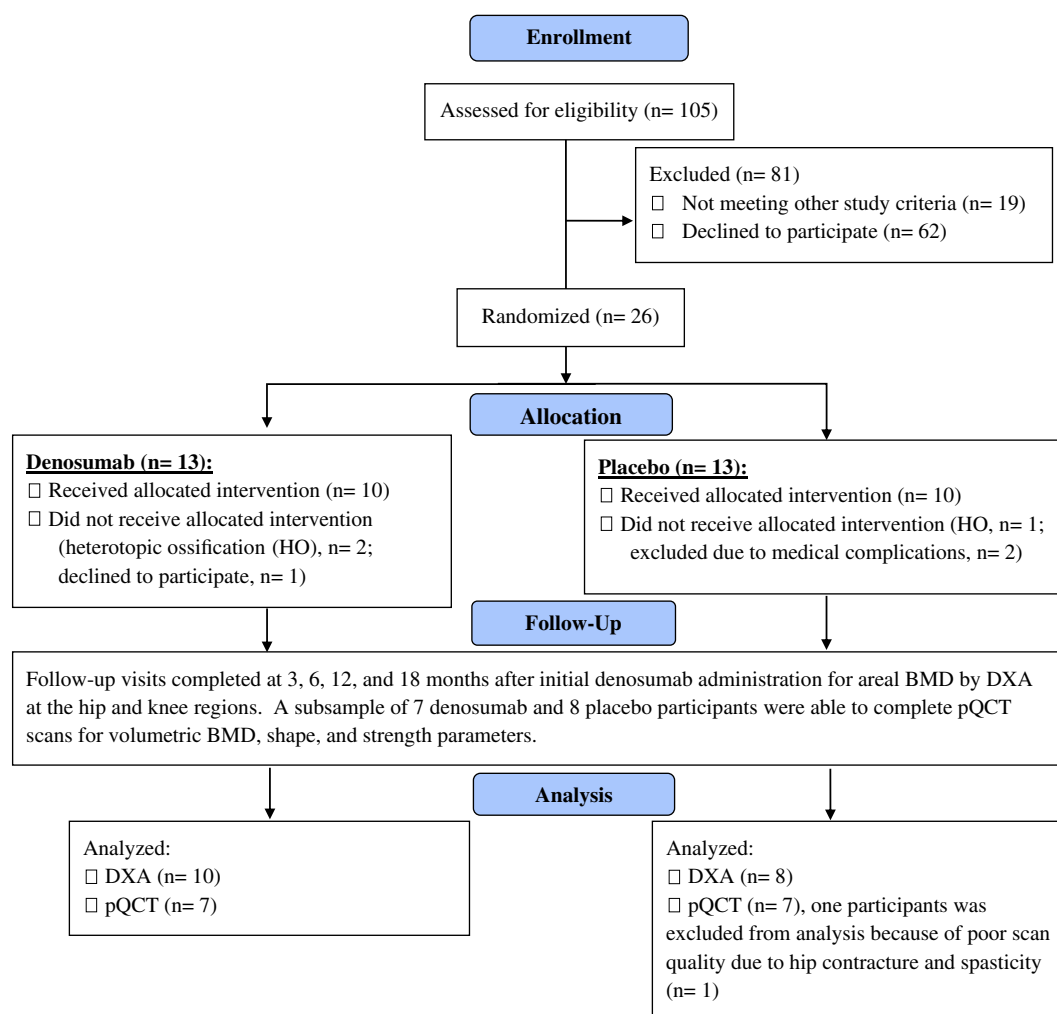 Enrollment
Assessed for eligibility (n= 105)
Excluded (n= 81)
☐ Not meeting other study criteria (n= 19)
☐ Declined to participate (n= 62)
Randomized (n= 26)
Allocation
Denosumab (n= 13):
☐ Received allocated intervention (n= 10)
☐ Did not receive allocated intervention
(heterotopic ossification (HO), n= 2;
declined to participate, n= 1)
Placebo (n= 13):
☐ Received allocated intervention (n= 10)
☐ Did not receive allocated intervention (HO, n= 1;
excluded due to medical complications, n= 2)
Follow-Up
Follow-up visits completed at 3, 6, 12, and 18 months after initial denosumab administration for areal BMD by DXA
at the hip and knee regions. A subsample of 7 denosumab and 8 placebo participants were able to complete pQCT
scans for volumetric BMD, shape, and strength parameters.
Analysis
Analyzed:
☐ DXA (n= 10)
☐ pQCT (n= 7)
Analyzed:
☐ DXA (n= 8)
☐ pQCT (n= 7), one participants was
excluded from analysis because of poor scan
quality due to hip contracture and spasticity
(n= 1)